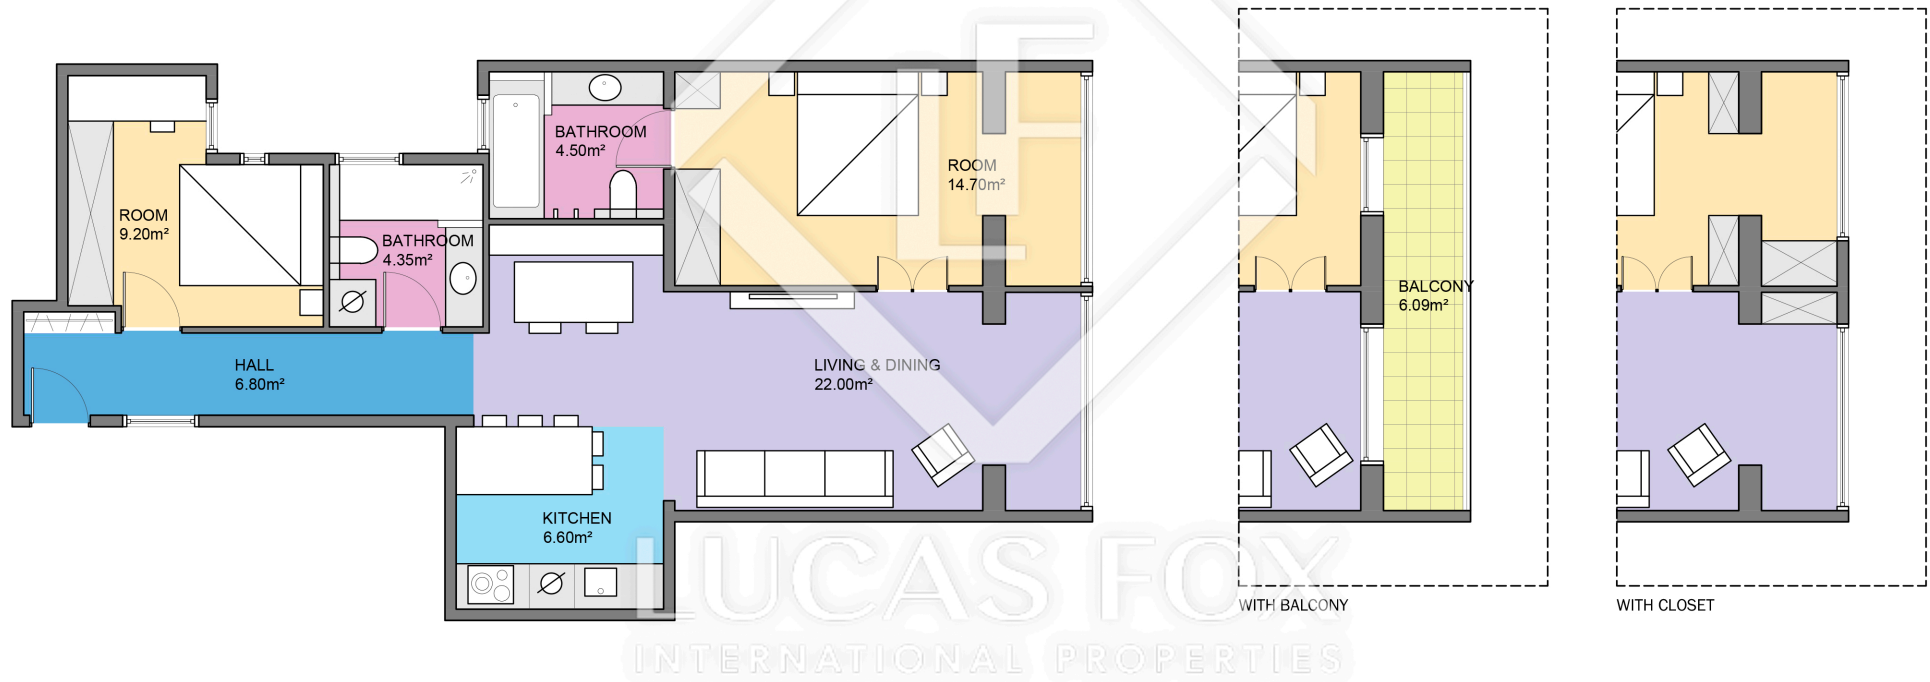 ROOM
9.20m²
BATHROOM
4.35m²
BATHROOM
4.50m²
ROOM
14.70m²
HALL
6.80m²
LIVING & DINING
22.00m²
KITCHEN
6.60m²
BALCONY
6.09m²
WITH BALCONY
WITH CLOSET
LF
LUCAS FOX
INTERNATIONAL PROPERTIES